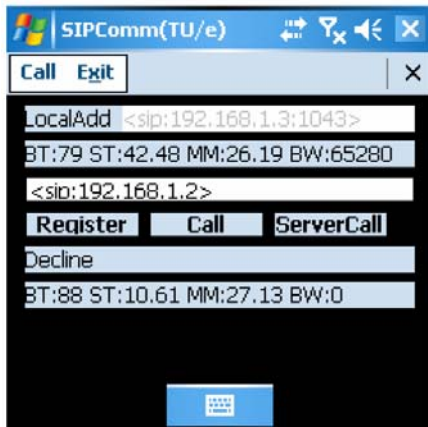 SIPComm(TU/e)
Call Exit
LocalAdd <sip:192.168.1.3:1043>
BT:79 ST:42.48 MM:26.19 BW:65280
<sip:192.168.1.2>
Register Call ServerCall
Decline
BT:88 ST:10.61 MM:27.13 BW:0